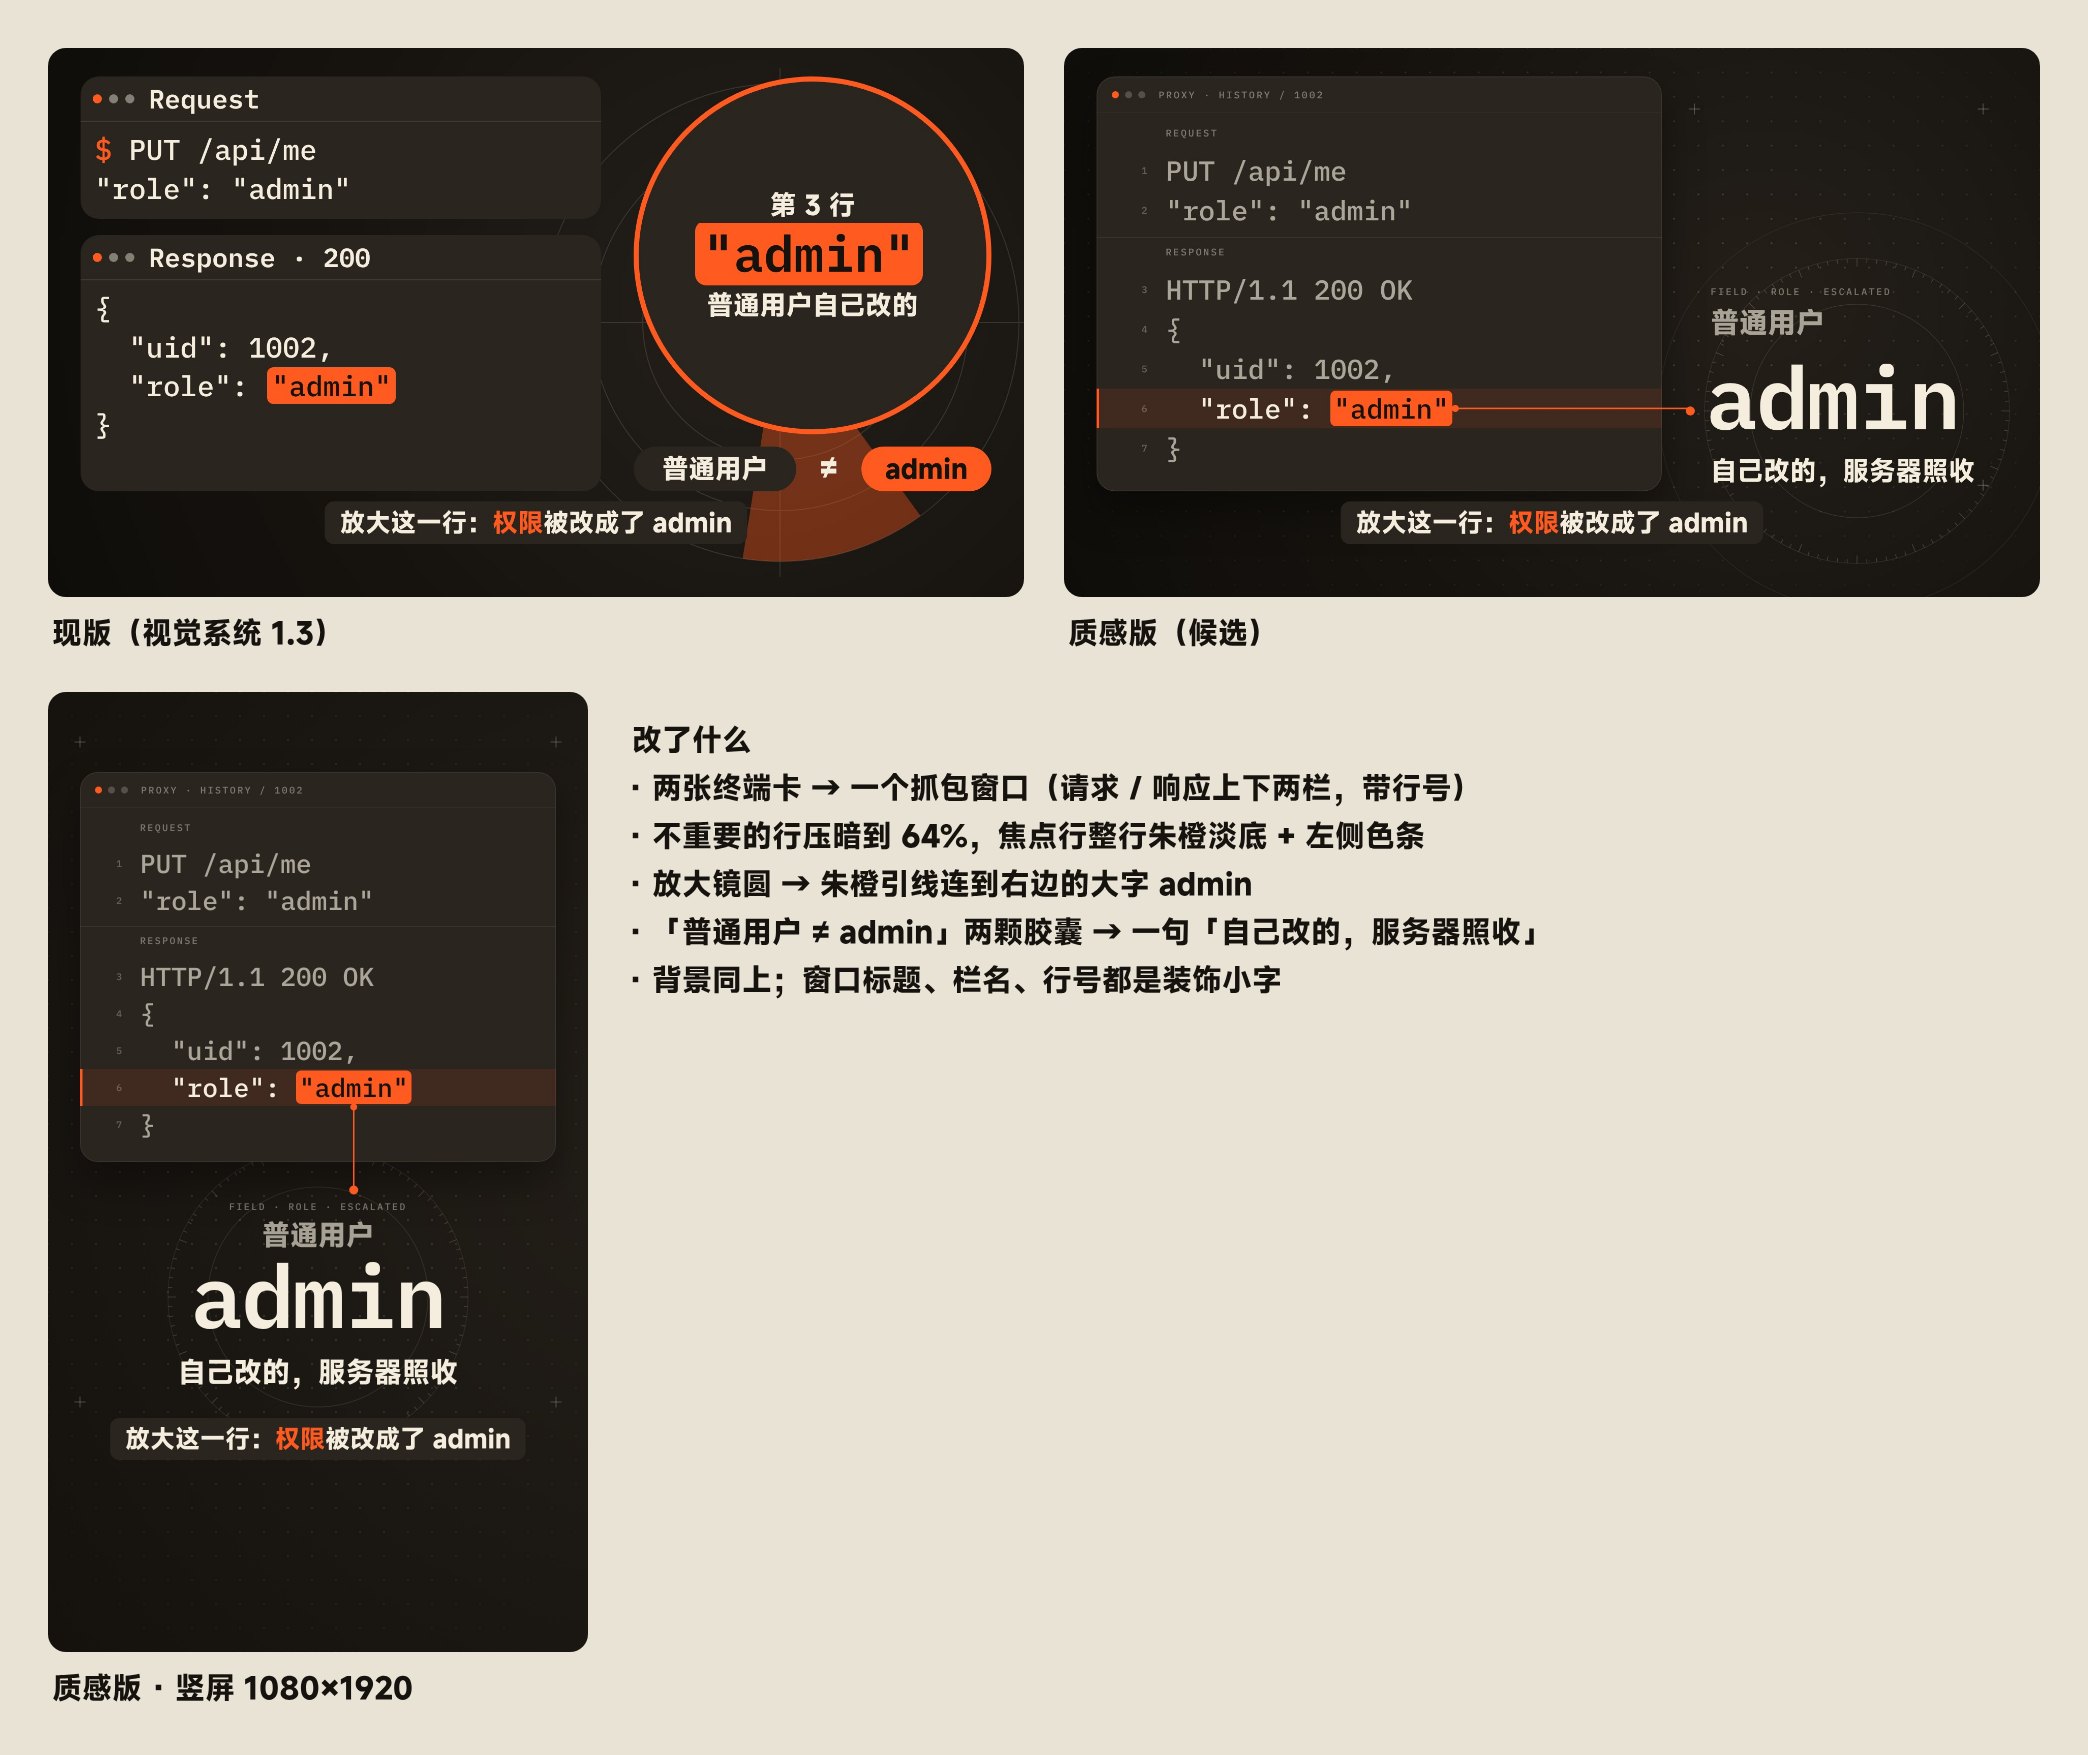 Request
$ PUT /api/me
"role": "admin"
Response · 200
{
"uid": 1002,
"role": "admin"
}
第 3 行
"admin"
普通用户自己改的
普通用户 ≠ admin
放大这一行：权限被改成了 admin
现版（视觉系统 1.3）
PROXY · HISTORY / 1002
REQUEST
1 PUT /api/me
2 "role": "admin"
RESPONSE
3 HTTP/1.1 200 OK
4 {
5 "uid": 1002,
6 "role": "admin"
7 }
FIELD · ROLE · ESCALATED
普通用户
admin
自己改的，服务器照收
放大这一行：权限被改成了 admin
质感版（候选）
PROXY · HISTORY / 1002
REQUEST
1 PUT /api/me
2 "role": "admin"
RESPONSE
3 HTTP/1.1 200 OK
4 {
5 "uid": 1002,
6 "role": "admin"
7 }
FIELD · ROLE · ESCALATED
普通用户
admin
自己改的，服务器照收
放大这一行：权限被改成了 admin
质感版 · 竖屏 1080×1920
改了什么
· 两张终端卡 → 一个抓包窗口（请求 / 响应上下两栏，带行号）
· 不重要的行压暗到 64%，焦点行整行朱橙淡底 + 左侧色条
· 放大镜圆 → 朱橙引线连到右边的大字 admin
· 「普通用户 ≠ admin」两颗胶囊 → 一句「自己改的，服务器照收」
· 背景同上；窗口标题、栏名、行号都是装饰小字